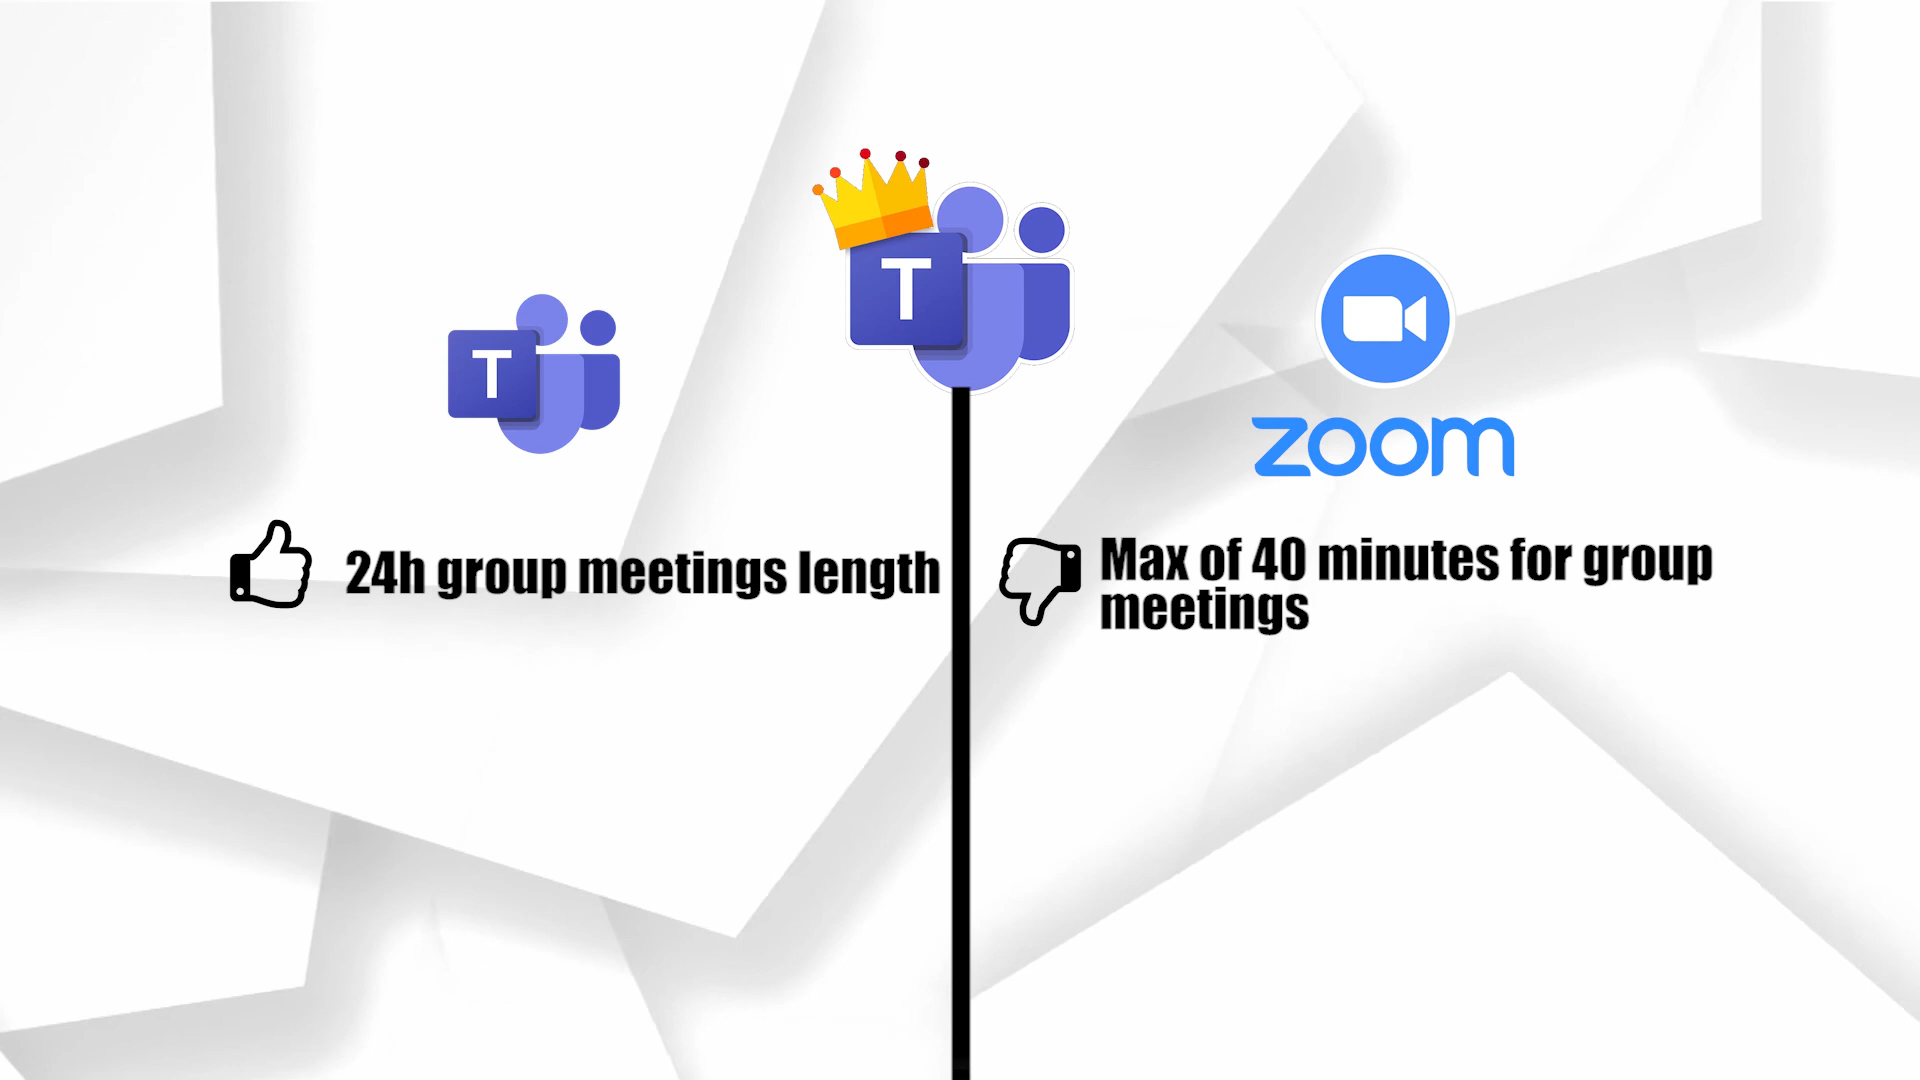 T
T
zoom
24h group meetings length
Max of 40 minutes for group
meetings